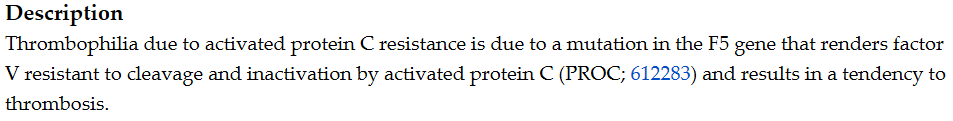 Description
Thrombophilia due to activated protein C resistance is due to a mutation in the F5 gene that renders factor
V resistant to cleavage and inactivation by activated protein C (PROC; 612283) and results in a tendency to
thrombosis.